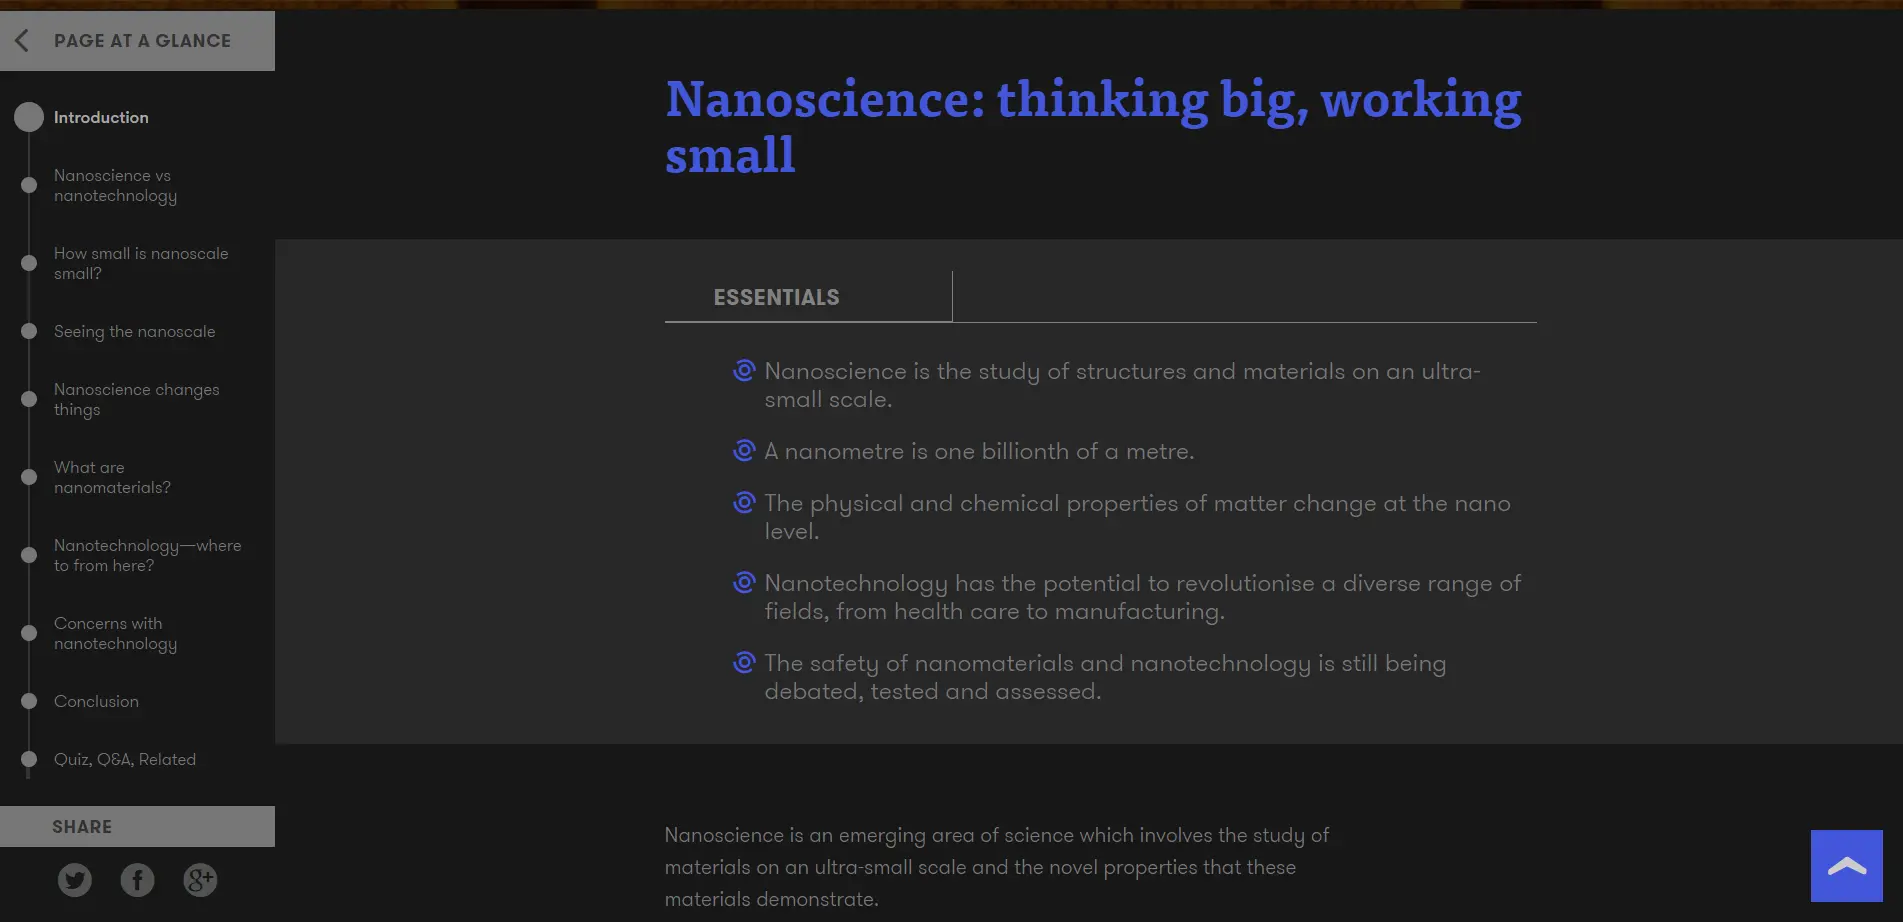 PAGE AT A GLANCE
Introduction
Nanoscience vs
nanotechnology
How small is nanoscale
small?
Seeing the nanoscale
Nanoscience changes
things
What are
nanomaterials?
Nanotechnology—where
to from here?
Concerns with
nanotechnology
Conclusion
Quiz, Q&A, Related
SHARE
Nanoscience: thinking big, working
small
ESSENTIALS
Nanoscience is the study of structures and materials on an ultra-
small scale.
A nanometre is one billionth of a metre.
The physical and chemical properties of matter change at the nano
level.
Nanotechnology has the potential to revolutionise a diverse range of
fields, from health care to manufacturing.
The safety of nanomaterials and nanotechnology is still being
debated, tested and assessed.
Nanoscience is an emerging area of science which involves the study of
materials on an ultra-small scale and the novel properties that these
materials demonstrate.